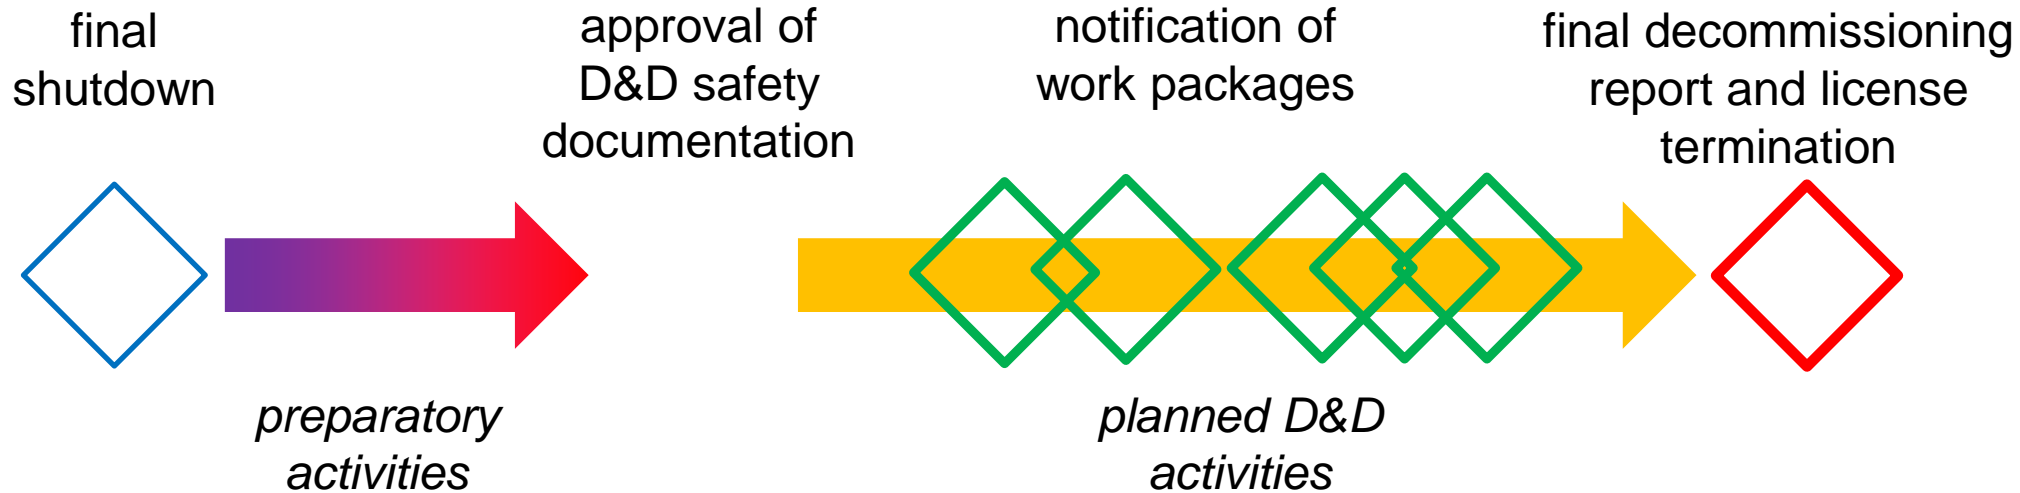 final
shutdown
approval of
D&D safety
documentation
notification of
work packages
final decommissioning
report and license
termination
preparatory
activities
planned D&D
activities